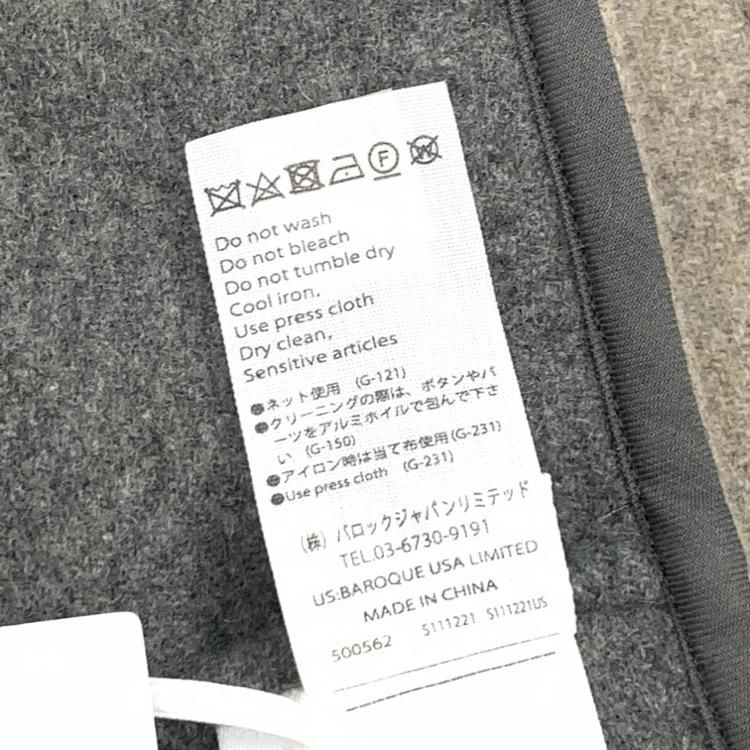 F W
Do not wash
Do not bleach
Do not tumble dry
Cool iron,
Use press cloth
Dry clean,
Sensitive articles
●ネット使用 (G-121)
●クリーニングの際は、ボタンやパ
ーツをアルミホイルで包んで下さ
い (G-150)
●アイロン時は当て布使用(G-231)
●Use press cloth (G-231)
(株) バロックジャパンリミテッド
TEL.03-6730-9191
US:BAROQUE USA LIMITED
MADE IN CHINA
500562 S111221 S111221US